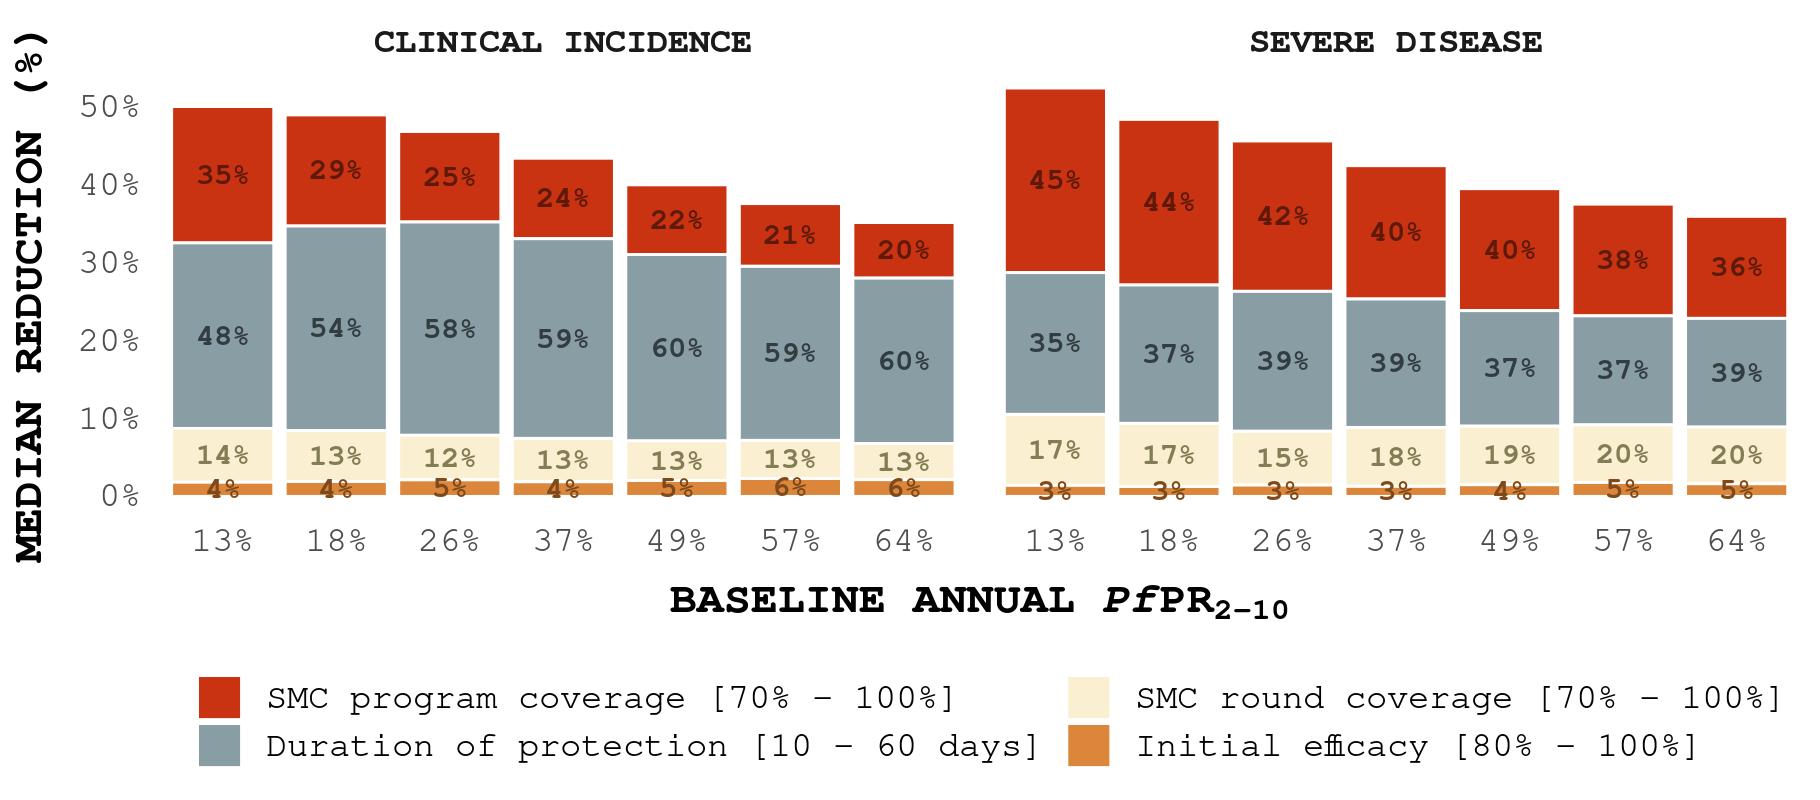 CLINICAL INCIDENCE
SEVERE DISEASE
MEDIAN REDUCTION (%)
50%
40%
30%
20%
10%
0%
35% 29% 25% 24% 22% 21% 20%
48% 54% 58% 59% 60% 59% 60%
14% 13% 12% 13% 13% 13% 13%
4% 4% 5% 4% 5% 6% 6%
45% 44% 42% 40% 40% 38% 36%
35% 37% 39% 39% 37% 37% 39%
17% 17% 15% 18% 19% 20% 20%
3% 3% 3% 3% 4% 5% 5%
13% 18% 26% 37% 49% 57% 64%
13% 18% 26% 37% 49% 57% 64%
BASELINE ANNUAL PfPR2−10
SMC program coverage [70% − 100%]
Duration of protection [10 − 60 days]
SMC round coverage [70% − 100%]
Initial efficacy [80% − 100%]